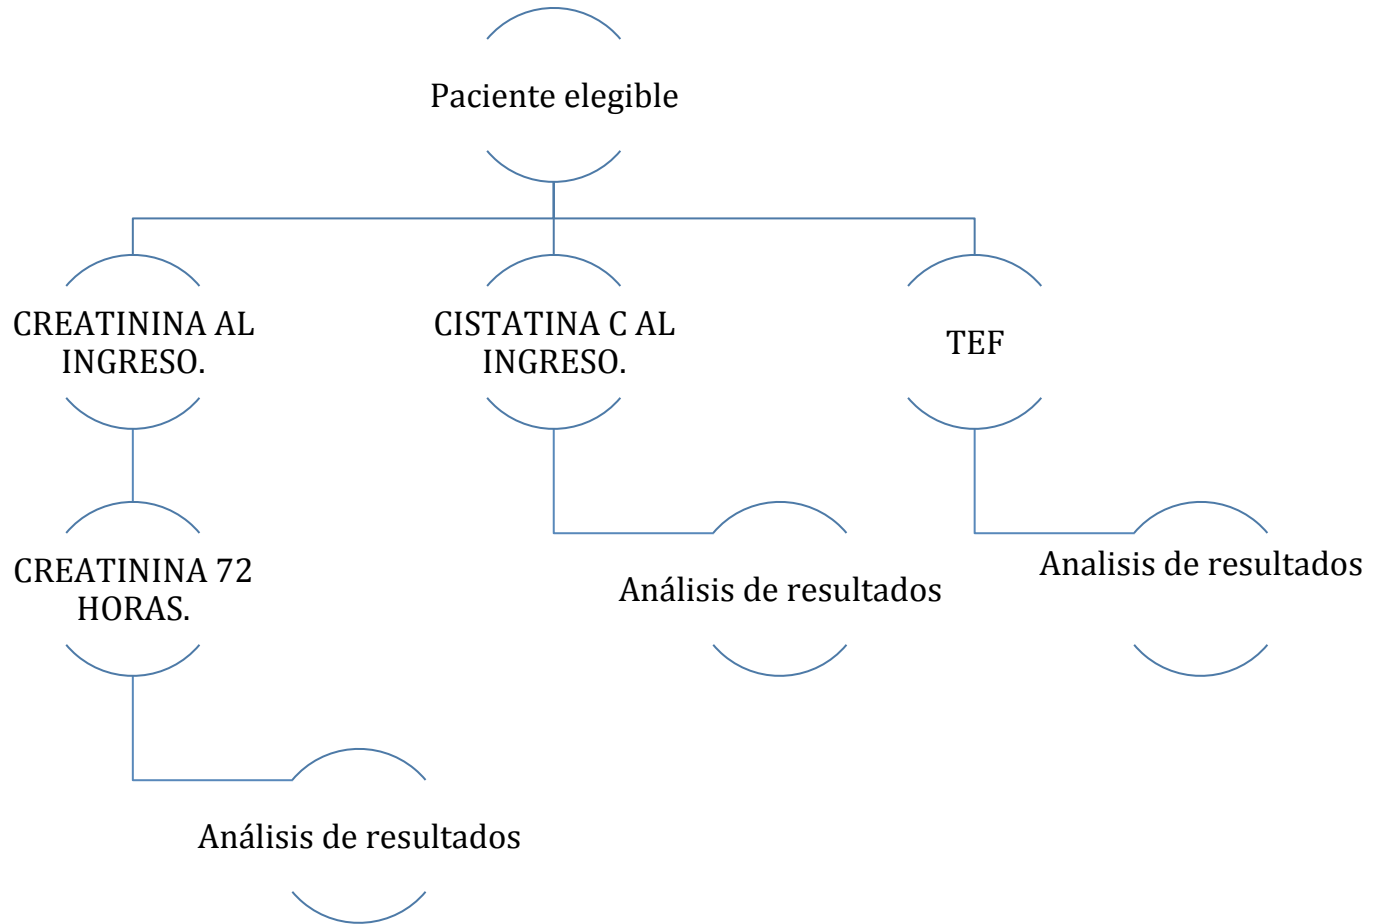 Paciente elegible
CREATININA AL
INGRESO.
CISTATINA C AL
INGRESO.
TEF
CREATININA 72
HORAS.
Análisis de resultados
Analisis de resultados
Análisis de resultados